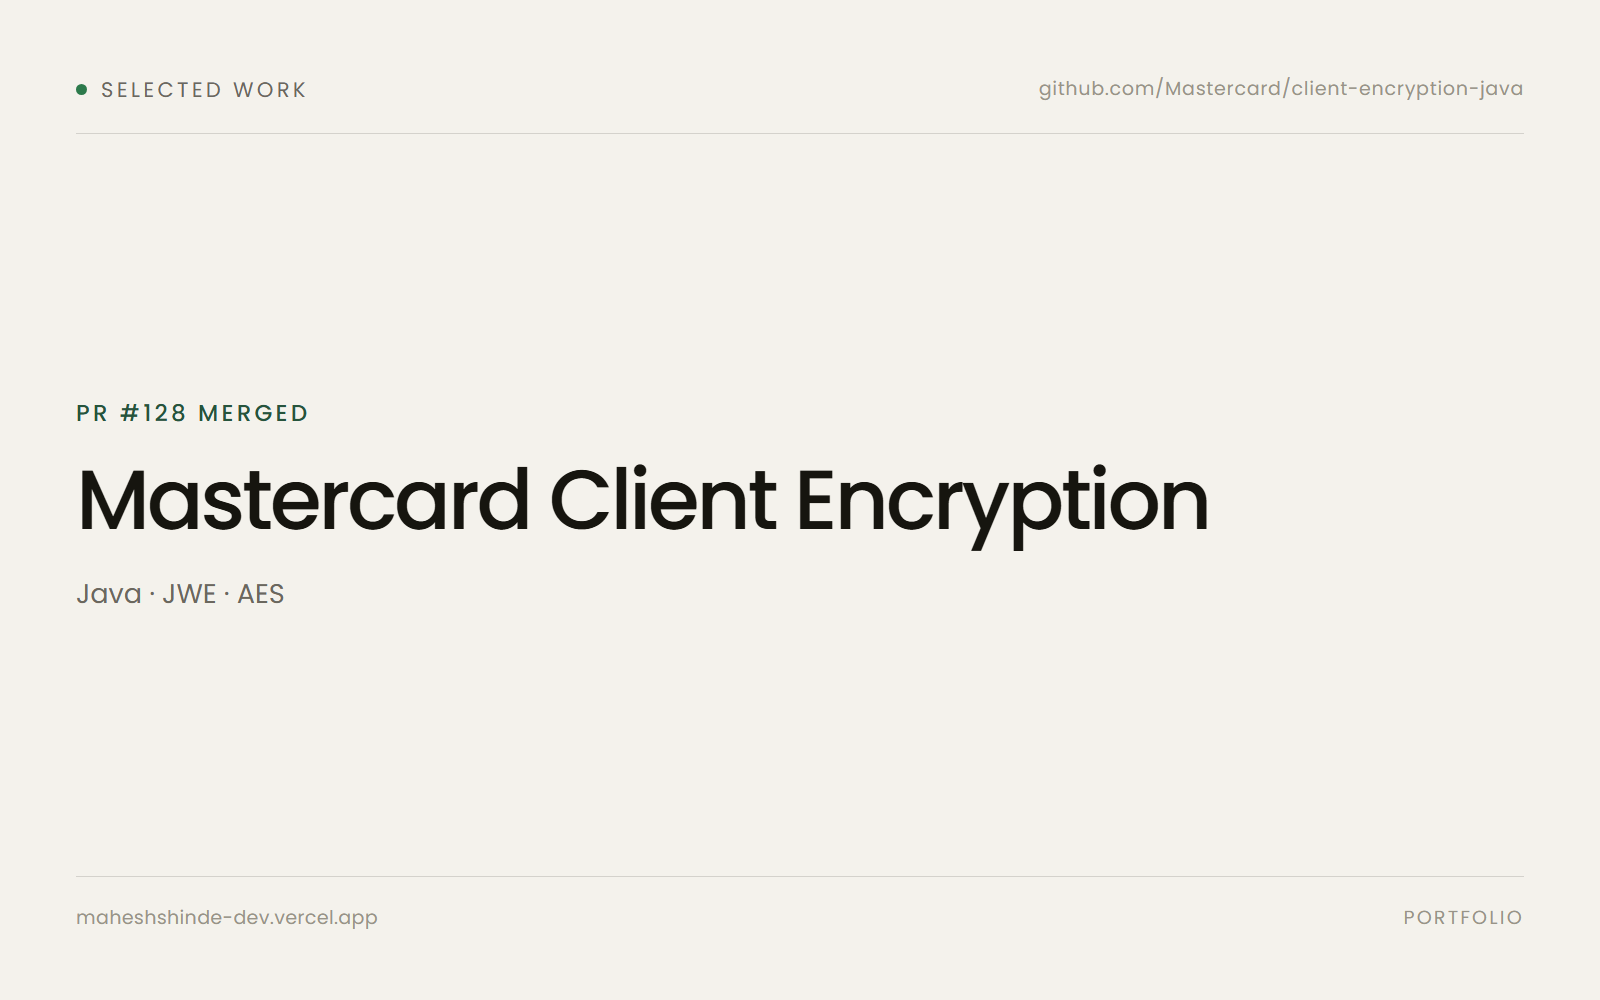 SELECTED WORK
github.com/Mastercard/client-encryption-java
PR #128 MERGED
Mastercard Client Encryption
Java · JWE · AES
maheshshinde-dev.vercel.app
PORTFOLIO